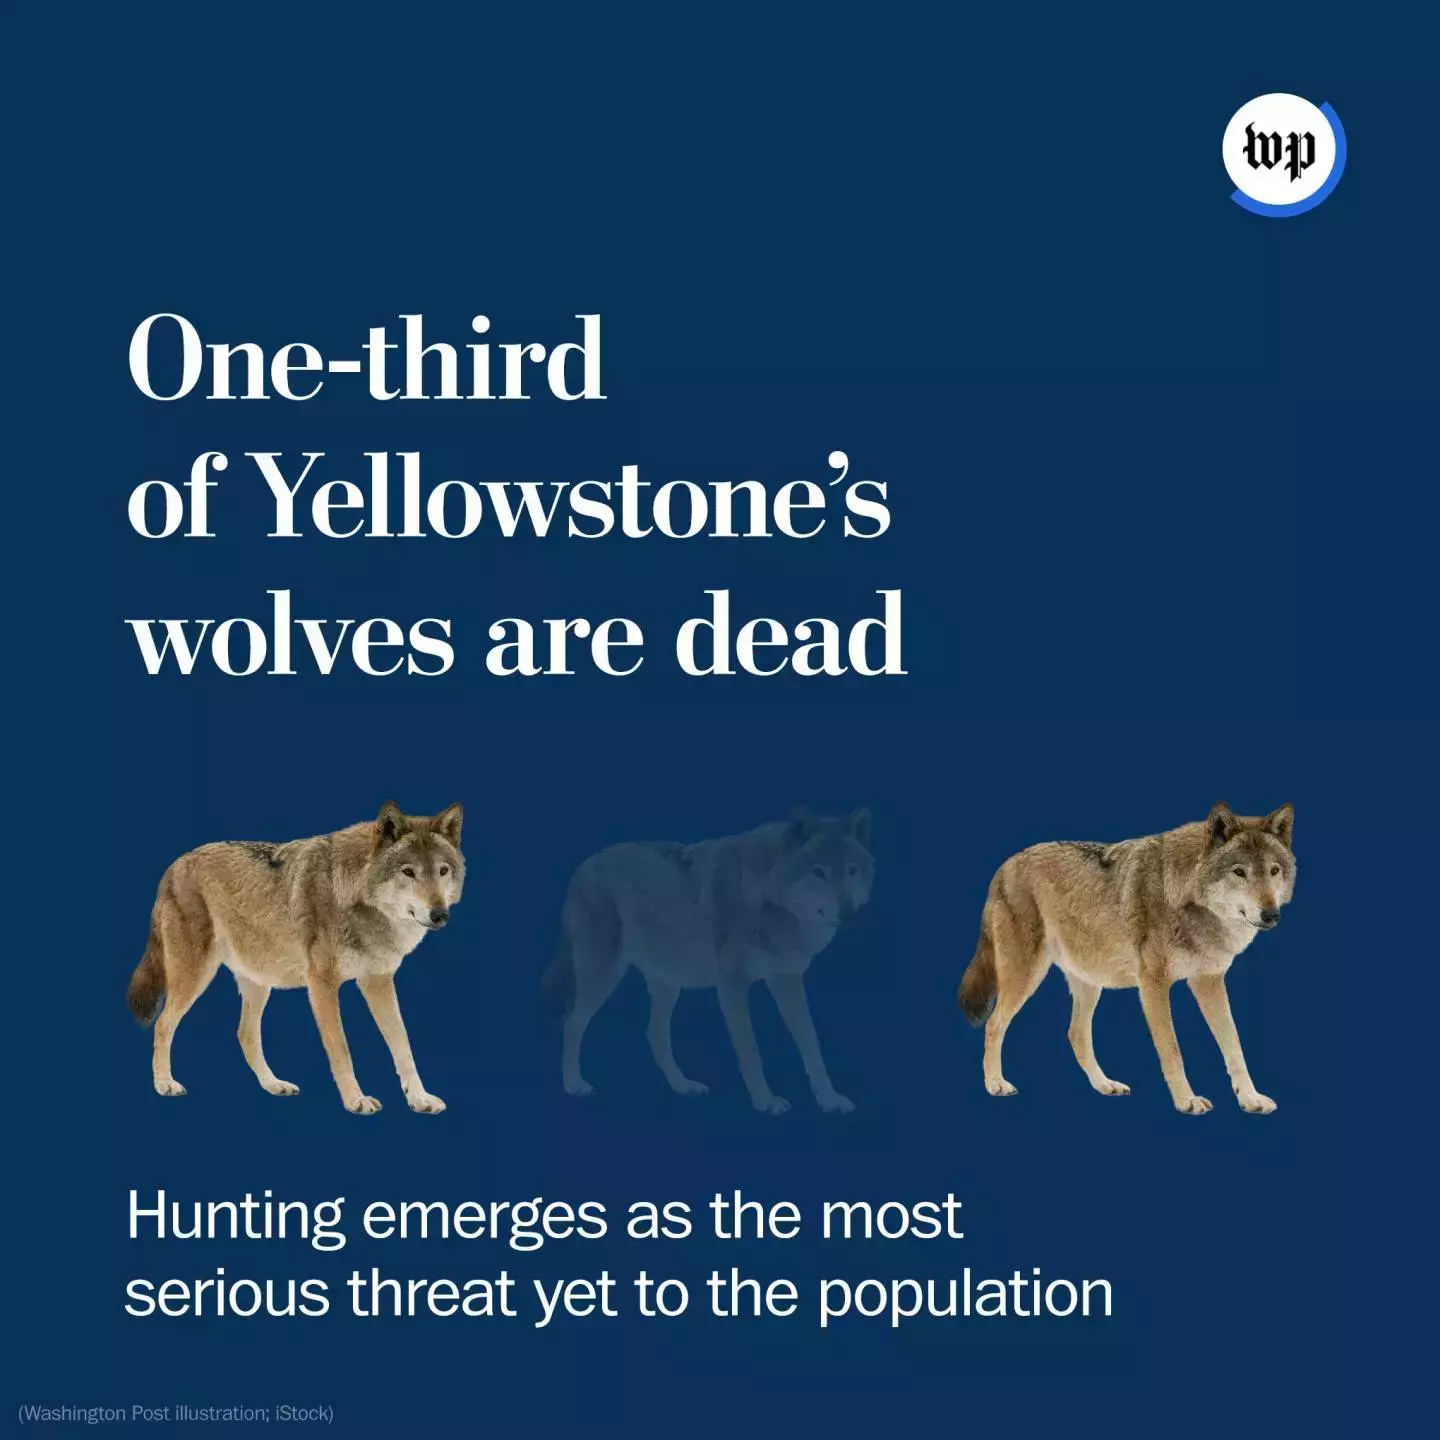 wp
One-third
of Yellowstone’s
wolves are dead
Hunting emerges as the most
serious threat yet to the population
(Washington Post illustration; iStock)